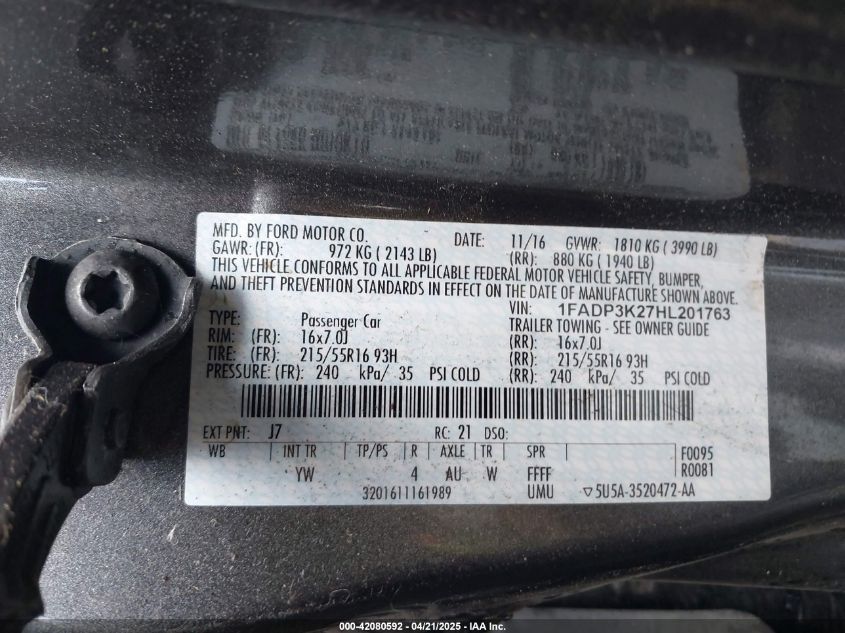 MFD. BY FORD MOTOR CO. DATE: 11/16 GVWR: 1810 KG ( 3990 LB)
GAWR: (FR): 972 KG ( 2143 LB) (RR): 880 KG ( 1940 LB)
THIS VEHICLE CONFORMS TO ALL APPLICABLE FEDERAL MOTOR VEHICLE SAFETY, BUMPER,
AND THEFT PREVENTION STANDARDS IN EFFECT ON THE DATE OF MANUFACTURE SHOWN ABOVE.
VIN: 1FADP3K27HL201763
TYPE: Passenger Car TRAILER TOWING - SEE OWNER GUIDE
RIM: (FR): 16x7.0J (RR): 16x7.0J
TIRE: (FR): 215/55R16 93H (RR): 215/55R16 93H
PRESSURE: (FR): 240 kPa/ 35 PSI COLD (RR): 240 kPa/ 35 PSI COLD
EXT PNT: J7 RC: 21 DSO:
WB INT TR TP/PS R AXLE TR SPR F0095
YW 4 AU W FFFF R0081
3201611161989 UMU ▽5U5A-3520472-AA
000-42080592 - 04/21/2025 - IAA Inc.